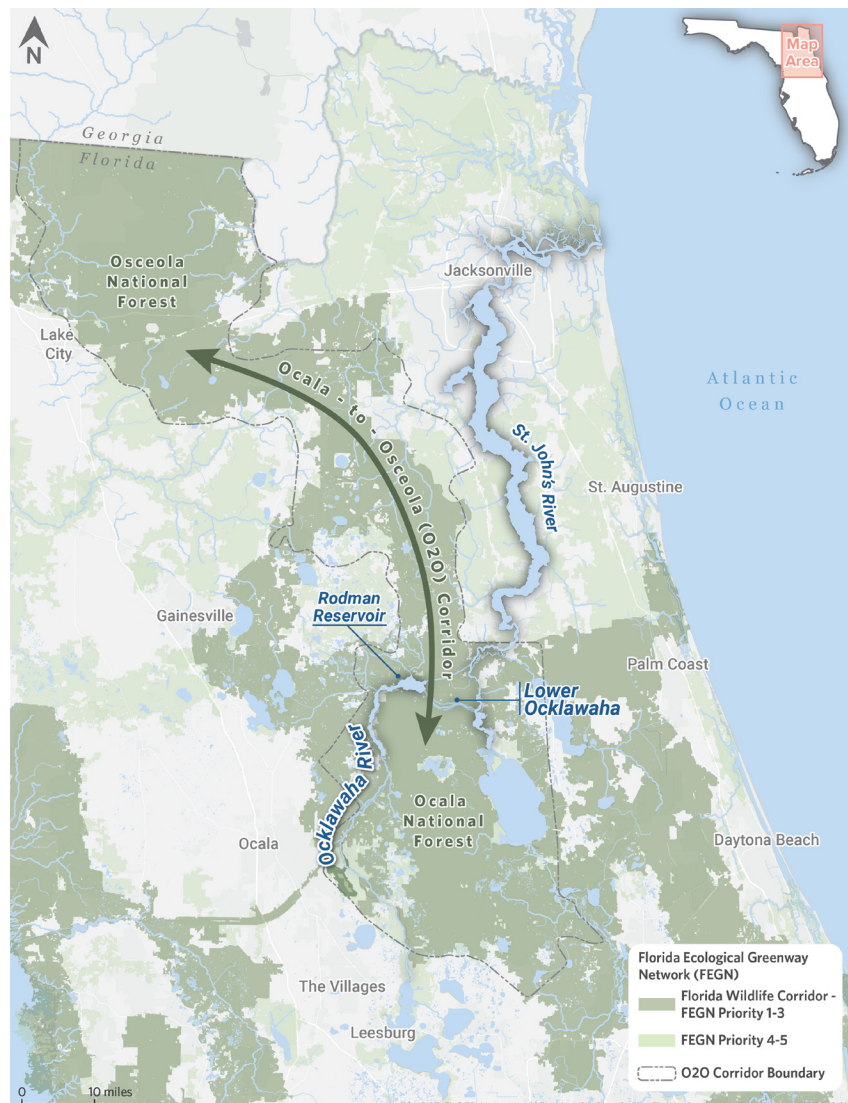 N
Map
Area
Georgia
Florida
Osceola
National
Forest
Jacksonville
Lake
City
Ocala - to - Osceola (O2O) Corridor
Atlantic
Ocean
St. John's River
St. Augustine
Rodman
Reservoir
Gainesville
Palm Coast
Lower
Ocklawaha
Ocklawaha River
Ocala
National
Forest
Ocala
Daytona Beach
The Villages
Leesburg
Florida Ecological Greenway
Network (FEGN)
Florida Wildlife Corridor -
FEGN Priority 1-3
FEGN Priority 4-5
O2O Corridor Boundary
0 10 miles